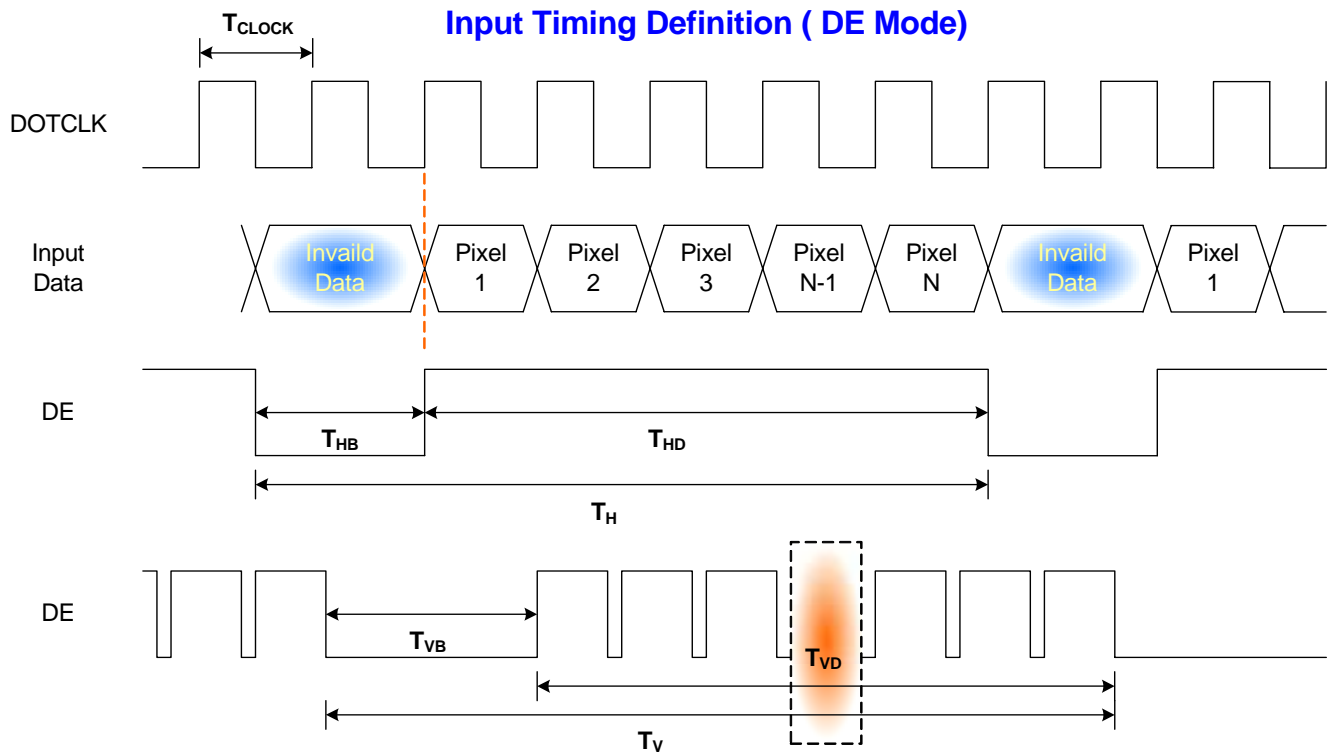 Input Timing Definition ( DE Mode)
TCLOCK
DOTCLK
Input
Data
Invaild
Data
Pixel
1
Pixel
2
Pixel
3
Pixel
N-1
Pixel
N
Invaild
Data
Pixel
1
DE
THB
THD
TH
DE
TVB
TVD
TV